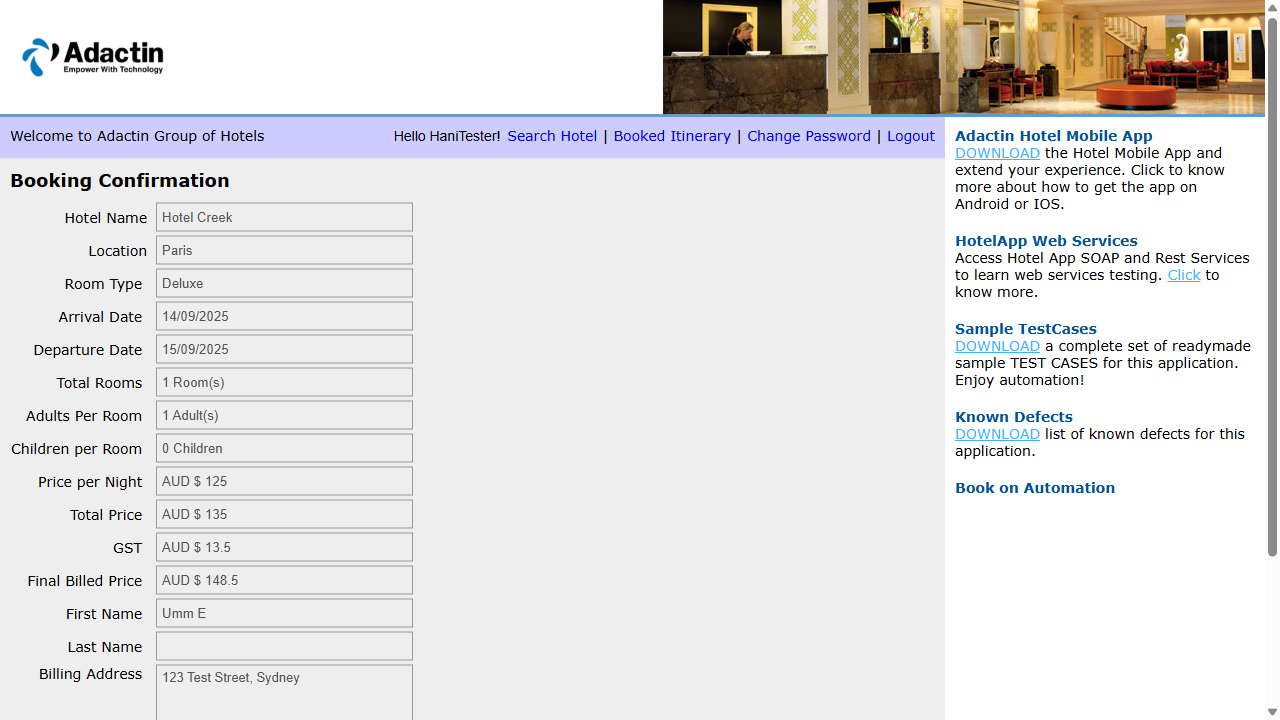 Adactin
Empower With Technology
Welcome to Adactin Group of Hotels
Hello HaniTester! Search Hotel | Booked Itinerary | Change Password | Logout
Booking Confirmation
Hotel Name Hotel Creek
Location Paris
Room Type Deluxe
Arrival Date 14/09/2025
Departure Date 15/09/2025
Total Rooms 1 Room(s)
Adults Per Room 1 Adult(s)
Children per Room 0 Children
Price per Night AUD $ 125
Total Price AUD $ 135
GST AUD $ 13.5
Final Billed Price AUD $ 148.5
First Name Umm E
Last Name
Billing Address 123 Test Street, Sydney
Adactin Hotel Mobile App
DOWNLOAD the Hotel Mobile App and
extend your experience. Click to know
more about how to get the app on
Android or IOS.
HotelApp Web Services
Access Hotel App SOAP and Rest Services
to learn web services testing. Click to
know more.
Sample TestCases
DOWNLOAD a complete set of readymade
sample TEST CASES for this application.
Enjoy automation!
Known Defects
DOWNLOAD list of known defects for this
application.
Book on Automation